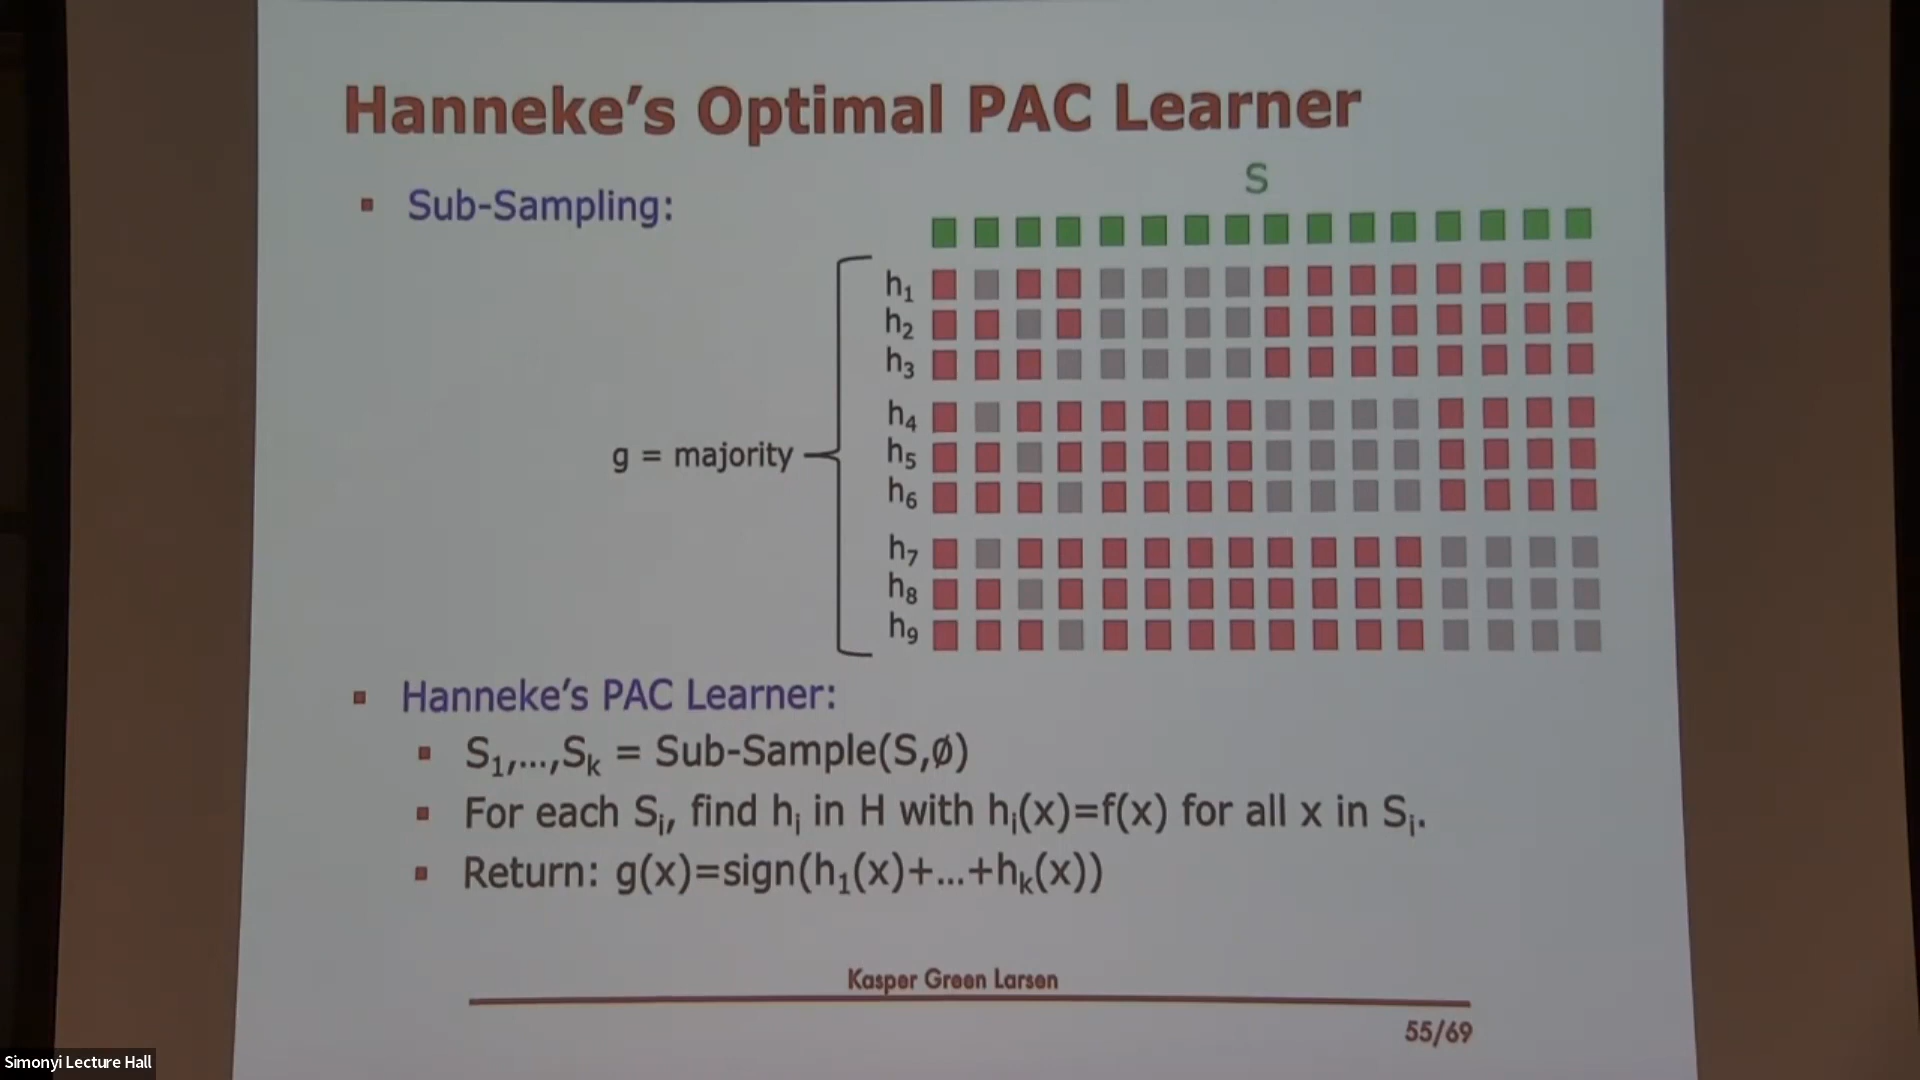 Hanneke’s Optimal PAC Learner
Sub-Sampling:
S
h₁
h₂
h₃
h₄
g = majority
h₅
h₆
h₇
h₈
h₉
Hanneke’s PAC Learner:
S₁,...,Sₖ = Sub-Sample(S,ø)
For each Sᵢ, find hᵢ in H with hᵢ(x)=f(x) for all x in Sᵢ.
Return: g(x)=sign(h₁(x)+...+hₖ(x))
Kasper Green Larsen
55/69
Simonyi Lecture Hall